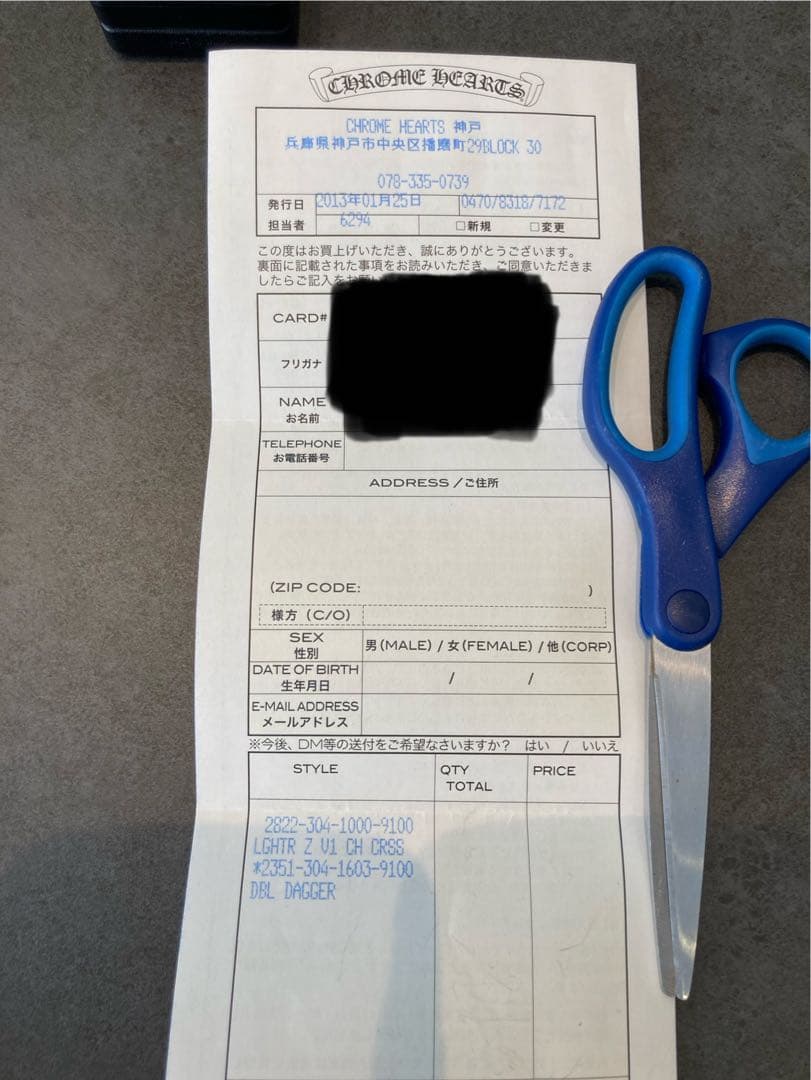 CHROME HEARTS
CHROME HEARTS 神戸
兵庫県神戸市中央区播磨町29BLOCK 30
078-335-0739
発行日 2013年01月25日 0470/8318/7172
担当者 6294 □新規 □変更
この度はお買上げいただき、誠にありがとうございます。
裏面に記載された事項をお読みいただき、ご同意いただきま
したらご記入を
CARD#
フリガナ
NAME
お名前
TELEPHONE
お電話番号
ADDRESS /ご住所
(ZIP CODE: )
様方 (C/O)
SEX
性別
男(MALE) / 女(FEMALE) / 他(CORP)
DATE OF BIRTH
生年月日
/ /
E-MAIL ADDRESS
メールアドレス
※今後、DM等の送付をご希望なさいますか? はい / いいえ
STYLE QTY PRICE
TOTAL
2822-304-1000-9100
LGHTR Z V1 CH CRSS
*2351-304-1603-9100
DBL DAGGER